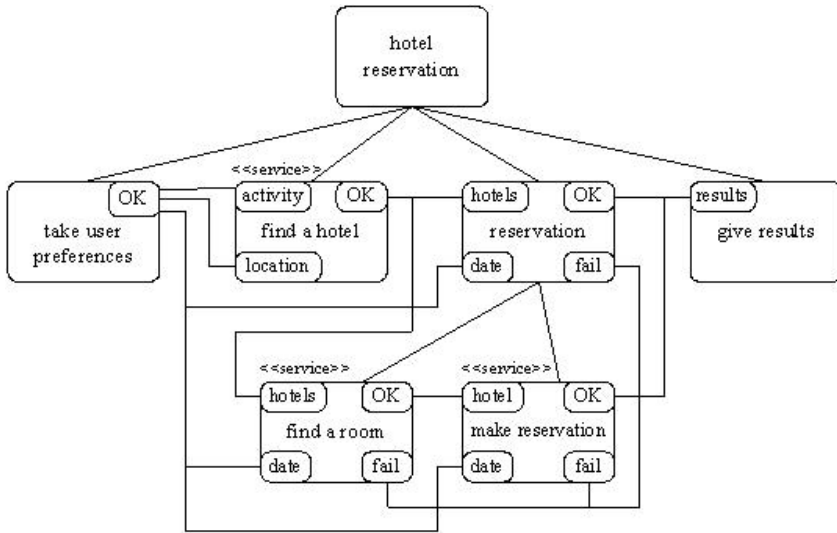 hotel
reservation
<<service>>
OK
take user
preferences
activity
OK
find a hotel
location
hotels
OK
reservation
date
fail
results
give results
<<service>>
hotels
OK
find a room
date
fail
<<service>>
hotel
OK
make reservation
date
fail